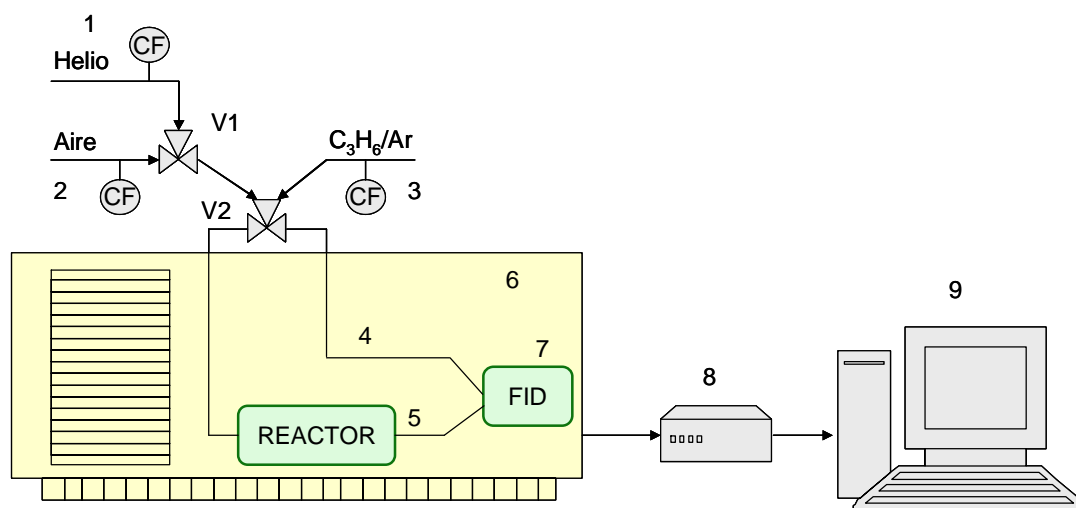 1
CF
Helio
V1
Aire
C₃H₆/Ar
2
CF
CF
3
V2
6
9
4
7
8
FID
5
REACTOR